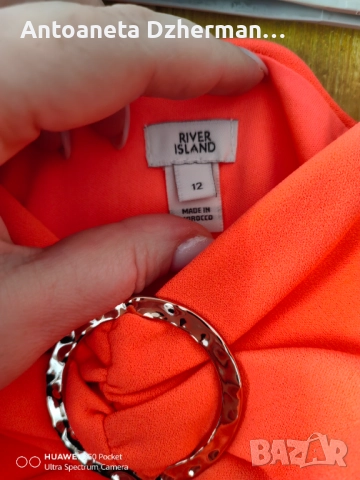 Antoaneta Dzherman...
RIVER
ISLAND
12
MADE IN
MOROCCO
HUAWEI P50 Pocket
Ultra Spectrum Camera
bazar